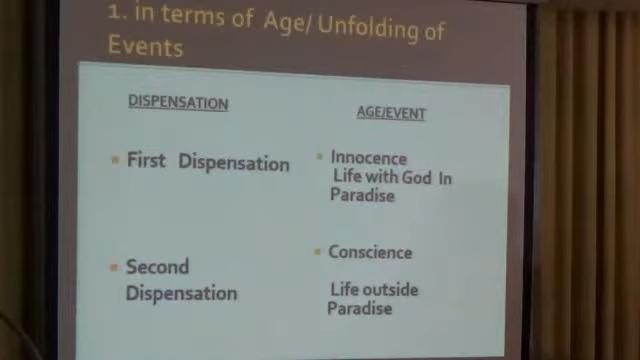 1. in terms of Age/ Unfolding of
Events
DISPENSATION
AGE/EVENT
First Dispensation
Innocence
Life with God In
Paradise
Second
Dispensation
Conscience
Life outside
Paradise